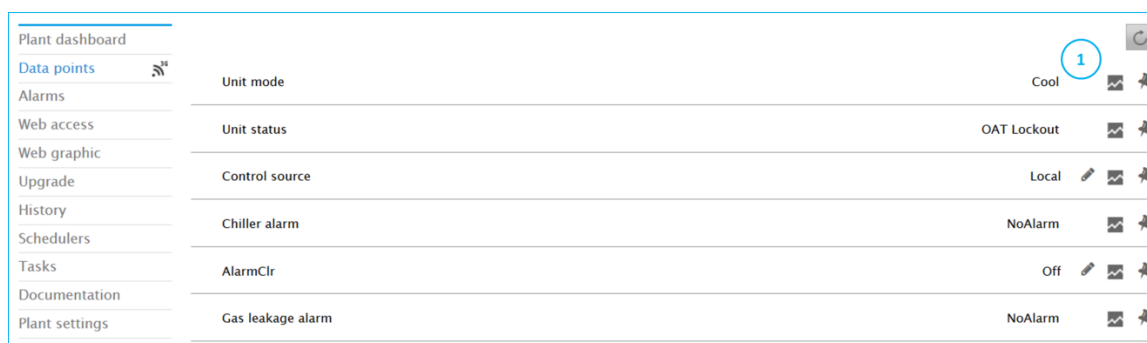 Plant dashboard
Data points 3G
Alarms
Web access
Web graphic
Upgrade
History
Schedulers
Tasks
Documentation
Plant settings
1
Unit mode Cool
Unit status OAT Lockout
Control source Local
Chiller alarm NoAlarm
AlarmClr Off
Gas leakage alarm NoAlarm